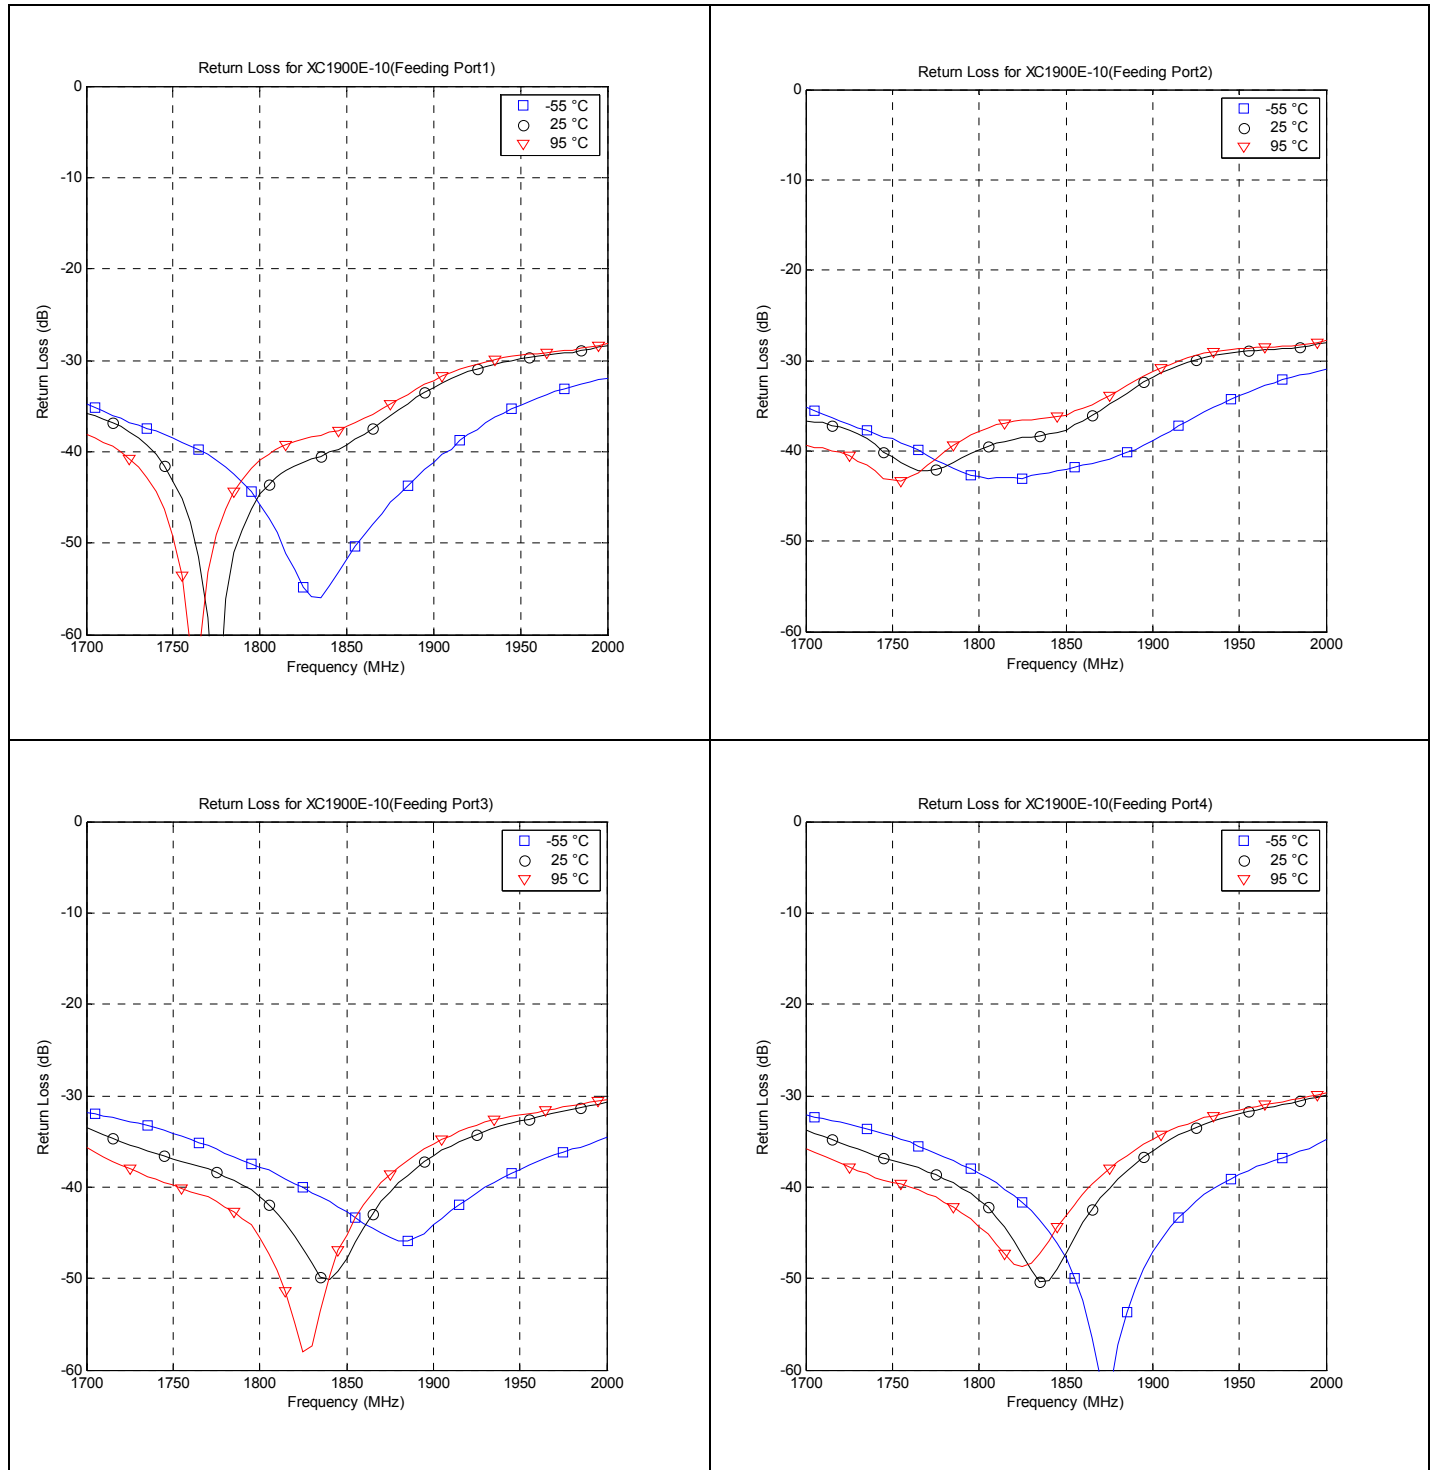 Return Loss for XC1900E-10(Feeding Port1)
0
-10
-20
-30
-40
-50
-60
1700 1750 1800 1850 1900 1950 2000
Frequency (MHz)
Return Loss (dB)
-55 °C
25 °C
95 °C
Return Loss for XC1900E-10(Feeding Port2)
0
-10
-20
-30
-40
-50
-60
1700 1750 1800 1850 1900 1950 2000
Frequency (MHz)
Return Loss (dB)
-55 °C
25 °C
95 °C
Return Loss for XC1900E-10(Feeding Port3)
0
-10
-20
-30
-40
-50
-60
1700 1750 1800 1850 1900 1950 2000
Frequency (MHz)
Return Loss (dB)
-55 °C
25 °C
95 °C
Return Loss for XC1900E-10(Feeding Port4)
0
-10
-20
-30
-40
-50
-60
1700 1750 1800 1850 1900 1950 2000
Frequency (MHz)
Return Loss (dB)
-55 °C
25 °C
95 °C